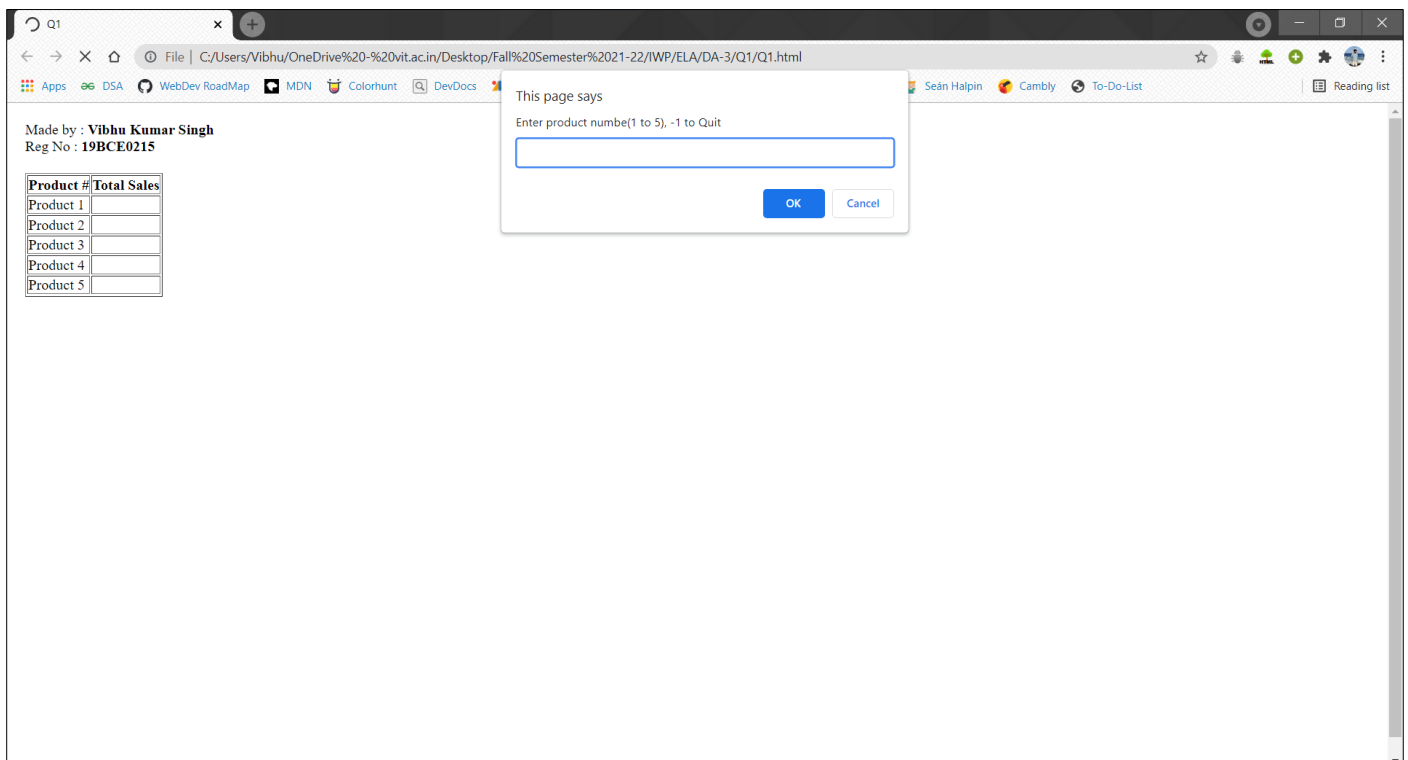 Q1
File | C:/Users/Vibhu/OneDrive%20-%20vit.ac.in/Desktop/Fall%20Semester%2021-22/IWP/ELA/DA-3/Q1/Q1.html
Apps DSA WebDev RoadMap MDN Colorhunt DevDocs Seán Halpin Cambly To-Do-List Reading list
This page says
Enter product numbe(1 to 5), -1 to Quit
OK Cancel
Made by : Vibhu Kumar Singh
Reg No : 19BCE0215
Product # Total Sales
Product 1
Product 2
Product 3
Product 4
Product 5